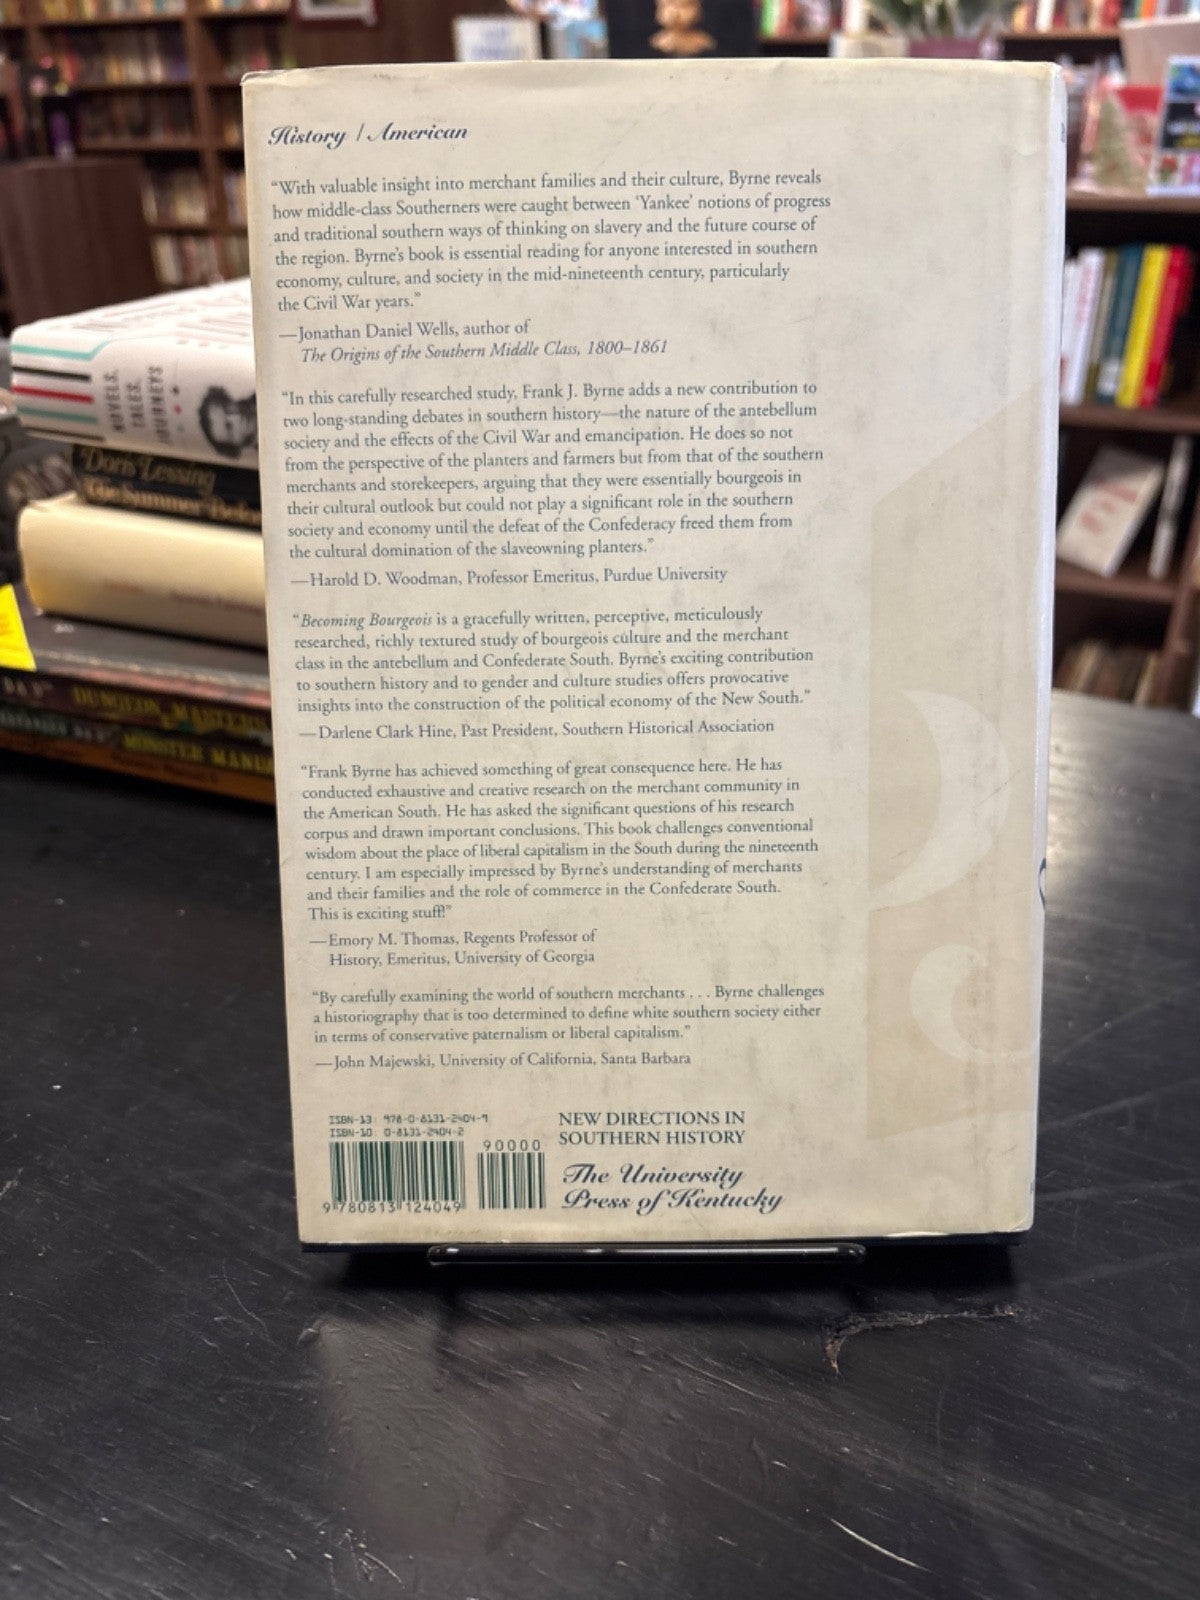 History / American
“With valuable insight into merchant families and their culture, Byrne reveals
how middle-class Southerners were caught between ‘Yankee’ notions of progress
and traditional southern ways of thinking on slavery and the future course of
the region. Byrne’s book is essential reading for anyone interested in southern
economy, culture, and society in the mid-nineteenth century, particularly
the Civil War years.”
—Jonathan Daniel Wells, author of
The Origins of the Southern Middle Class, 1800–1861
“In this carefully researched study, Frank J. Byrne adds a new contribution to
two long-standing debates in southern history—the nature of the antebellum
society and the effects of the Civil War and emancipation. He does so not
from the perspective of the planters and farmers but from that of the southern
merchants and storekeepers, arguing that they were essentially bourgeois in
their cultural outlook but could not play a significant role in the southern
society and economy until the defeat of the Confederacy freed them from
the cultural domination of the slaveowning planters.”
—Harold D. Woodman, Professor Emeritus, Purdue University
“Becoming Bourgeois is a gracefully written, perceptive, meticulously
researched, richly textured study of bourgeois culture and the merchant
class in the antebellum and Confederate South. Byrne’s exciting contribution
to southern history and to gender and culture studies offers provocative
insights into the construction of the political economy of the New South.”
—Darlene Clark Hine, Past President, Southern Historical Association
“Frank Byrne has achieved something of great consequence here. He has
conducted exhaustive and creative research on the merchant community in
the American South. He has asked the significant questions of his research
corpus and drawn important conclusions. This book challenges conventional
wisdom about the place of liberal capitalism in the South during the nineteenth
century. I am especially impressed by Byrne’s understanding of merchants
and their families and the role of commerce in the Confederate South.
This is exciting stuff!”
—Emory M. Thomas, Regents Professor of
History, Emeritus, University of Georgia
“By carefully examining the world of southern merchants . . . Byrne challenges
a historiography that is too determined to define white southern society either
in terms of conservative paternalism or liberal capitalism.”
—John Majewski, University of California, Santa Barbara
ISBN-13: 978-0-8131-2404-9
ISBN-10: 0-8131-2404-2
90000
9 780813 124049
NEW DIRECTIONS IN
SOUTHERN HISTORY
The University
Press of Kentucky
NOVELS,
TALES,
JOURNEYS
Doris Lessing
The Summer Before
DUNGEON MASTERS
MONSTER MANUAL